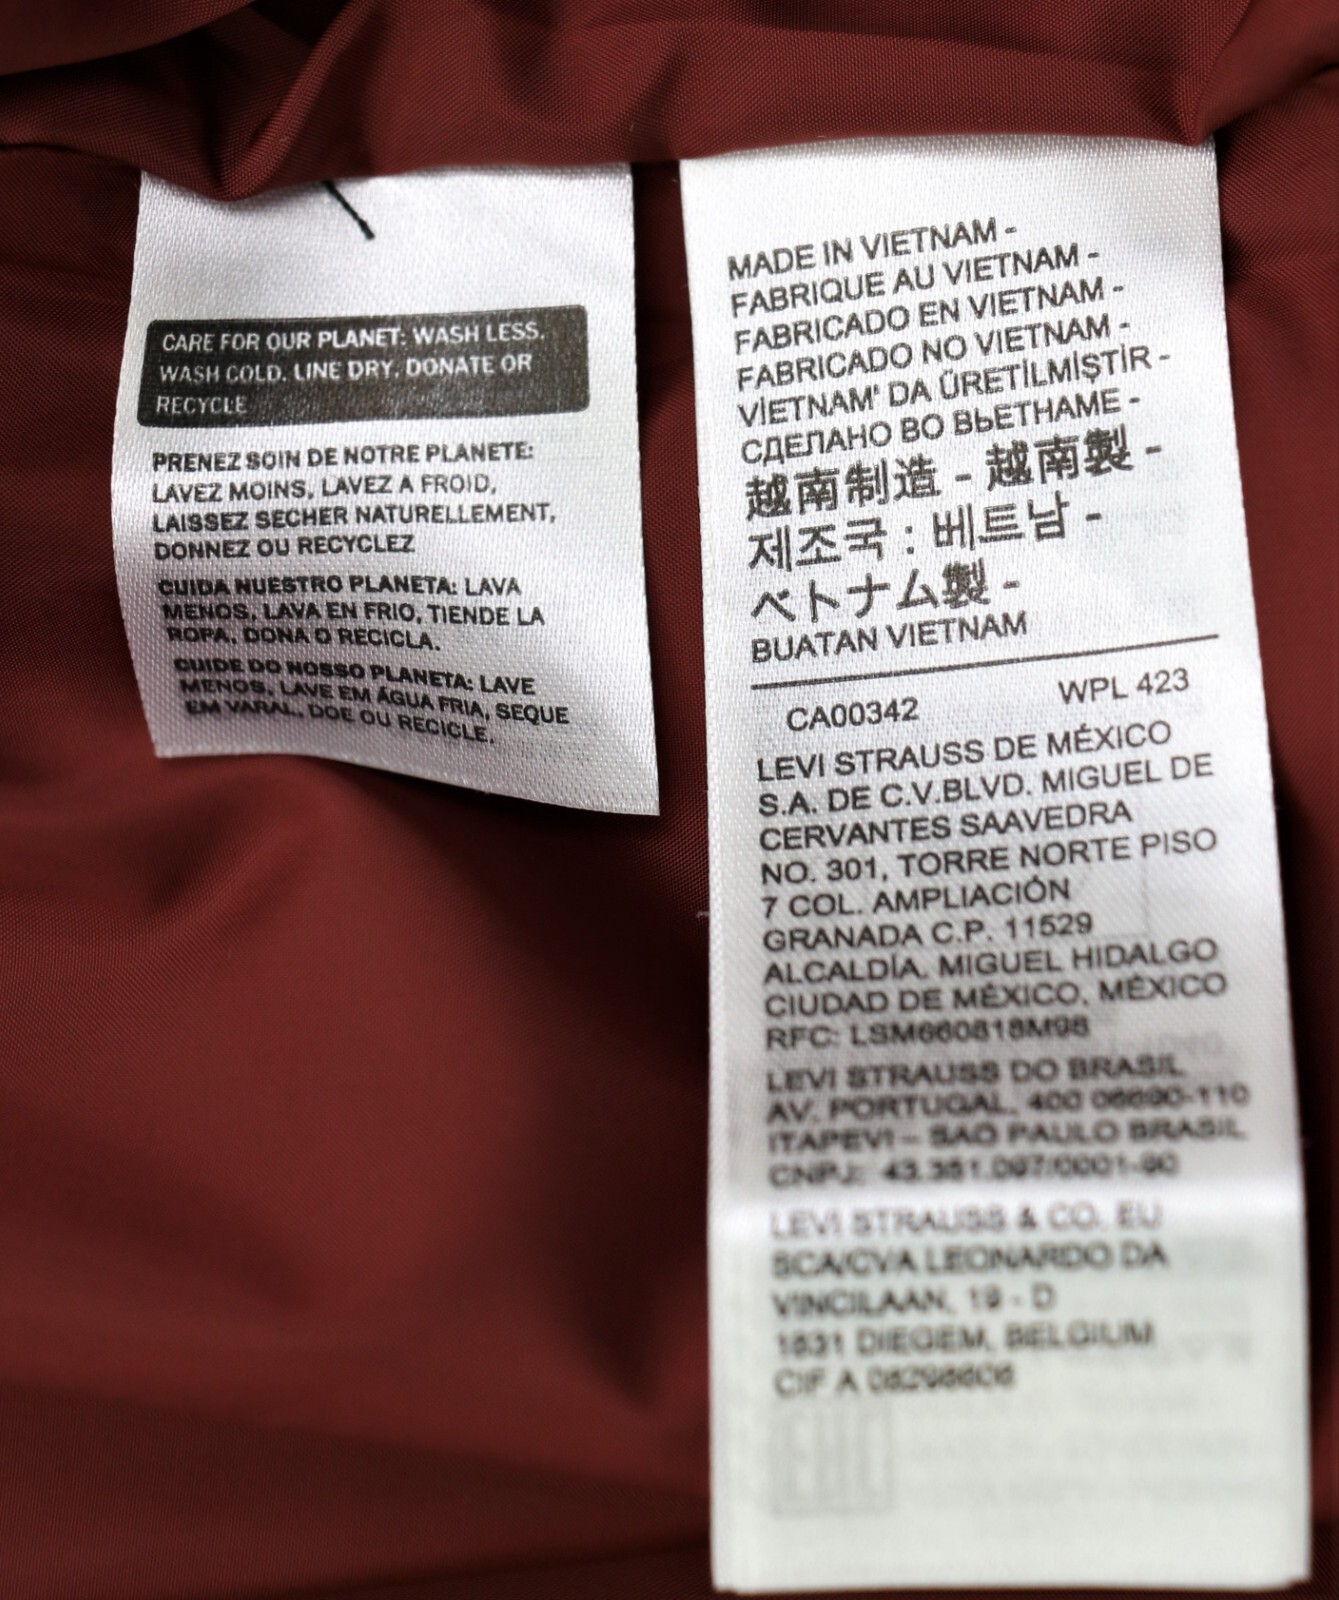 CARE FOR OUR PLANET: WASH LESS,
WASH COLD, LINE DRY, DONATE OR
RECYCLE
PRENEZ SOIN DE NOTRE PLANETE:
LAVEZ MOINS, LAVEZ A FROID,
LAISSEZ SECHER NATURELLEMENT,
DONNEZ OU RECYCLEZ
CUIDA NUESTRO PLANETA: LAVA
MENOS, LAVA EN FRIO, TIENDE LA
ROPA, DONA O RECICLA.
CUIDE DO NOSSO PLANETA: LAVE
MENOS, LAVE EM ÁGUA FRIA, SEQUE
EM VARAL, DOE OU RECICLE.
MADE IN VIETNAM -
FABRIQUE AU VIETNAM -
FABRICADO EN VIETNAM -
FABRICADO NO VIETNAM -
VİETNAM' DA ÜRETİLMİŞTİR -
СДЕЛАНО ВО ВЬЕТНАМЕ -
越南制造 - 越南製 -
제조국 : 베트남 -
ベトナム製 -
BUATAN VIETNAM
CA00342 WPL 423
LEVI STRAUSS DE MÉXICO
S.A. DE C.V.BLVD. MIGUEL DE
CERVANTES SAAVEDRA
NO. 301, TORRE NORTE PISO
7 COL. AMPLIACIÓN
GRANADA C.P. 11529
ALCALDÍA, MIGUEL HIDALGO
CIUDAD DE MÉXICO, MÉXICO
RFC: LSM660818M98
LEVI STRAUSS DO BRASIL
AV. PORTUGAL, 400 06690-110
ITAPEVI – SAO PAULO BRASIL
CNPJ: 43.351.097/0001-90
LEVI STRAUSS & CO. EU
SCA/CVA LEONARDO DA
VINCILAAN, 19 - D
1831 DIEGEM, BELGIUM
CIF A